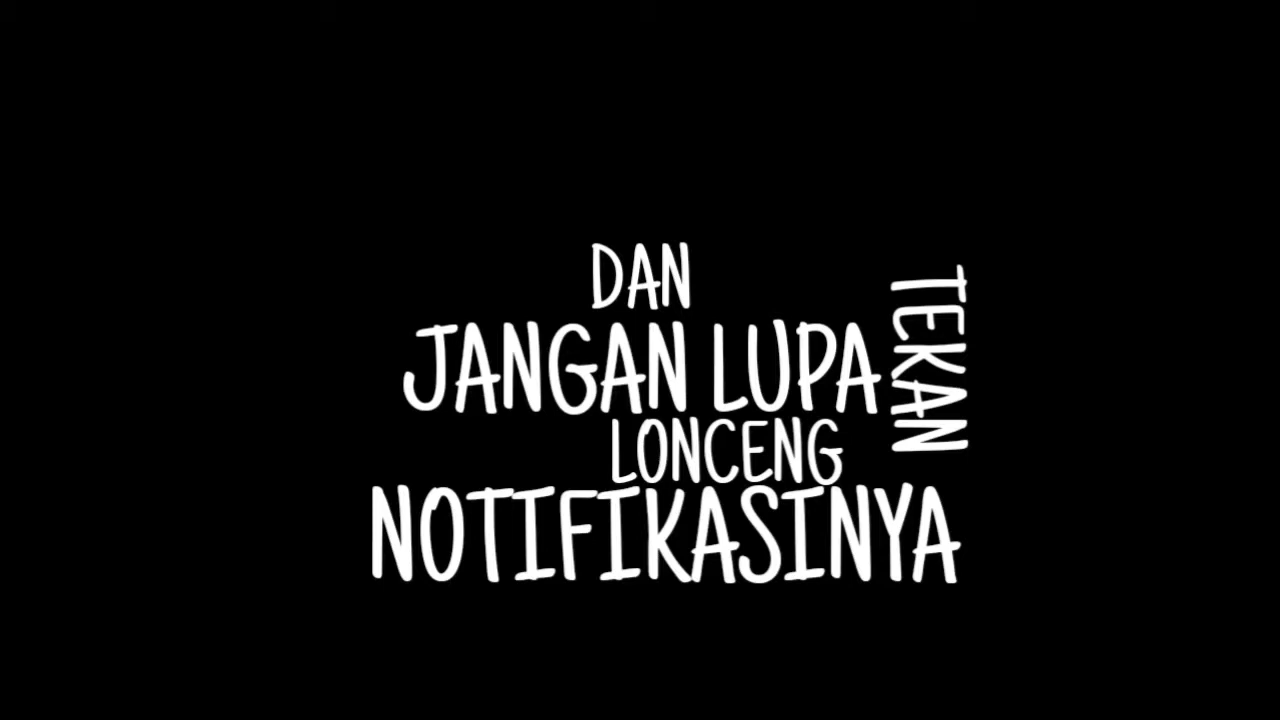 DAN
JANGAN LUPA
TEKAN
LONCENG
NOTIFIKASINYA